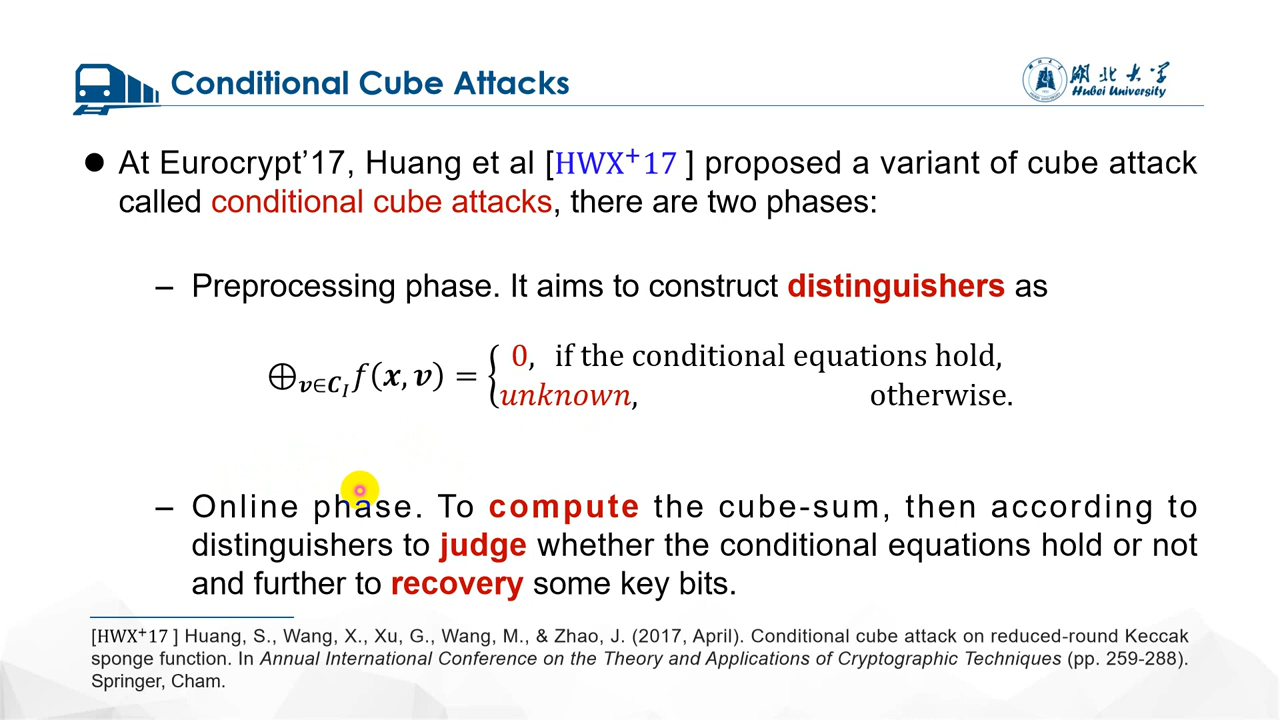 Conditional Cube Attacks
湖北大学
Hubei University
● At Eurocrypt’17, Huang et al [HWX⁺17 ] proposed a variant of cube attack
called conditional cube attacks, there are two phases:
– Preprocessing phase. It aims to construct distinguishers as
⊕_{𝒗∈𝑪_I} f(𝒙, 𝒗) = { 0, if the conditional equations hold,
unknown, otherwise.
– Online phase. To compute the cube-sum, then according to
distinguishers to judge whether the conditional equations hold or not
and further to recovery some key bits.
[HWX⁺17 ] Huang, S., Wang, X., Xu, G., Wang, M., & Zhao, J. (2017, April). Conditional cube attack on reduced-round Keccak
sponge function. In Annual International Conference on the Theory and Applications of Cryptographic Techniques (pp. 259-288).
Springer, Cham.